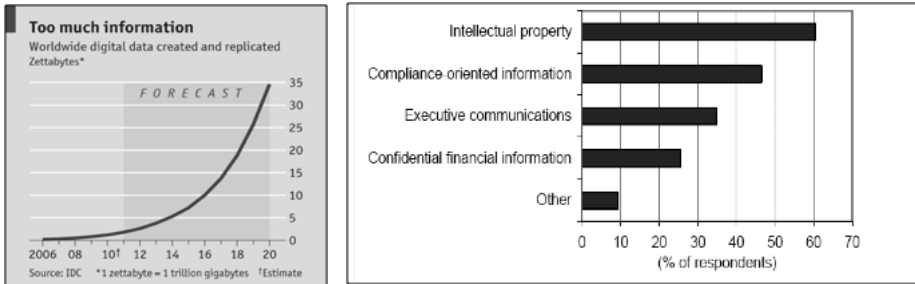 Too much information
Worldwide digital data created and replicated
Zettabytes*
35
FORECAST
30
25
20
15
10
5
0
2006 08 10† 12 14 16 18 20
Source: IDC *1 zettabyte = 1 trillion gigabytes †Estimate
Intellectual property
Compliance-oriented information
Executive communications
Confidential financial information
Other
0 10 20 30 40 50 60 70
(% of respondents)